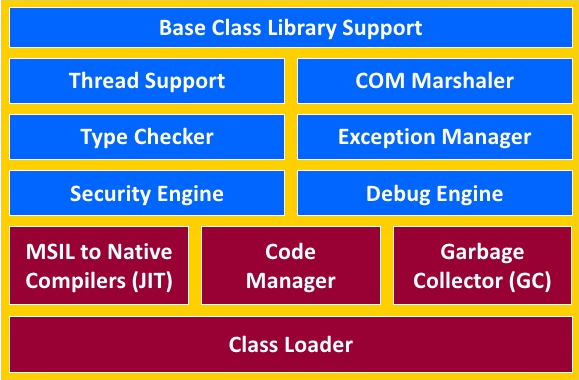 Base Class Library Support
Thread Support
COM Marshaler
Type Checker
Exception Manager
Security Engine
Debug Engine
MSIL to Native
Compilers (JIT)
Code
Manager
Garbage
Collector (GC)
Class Loader